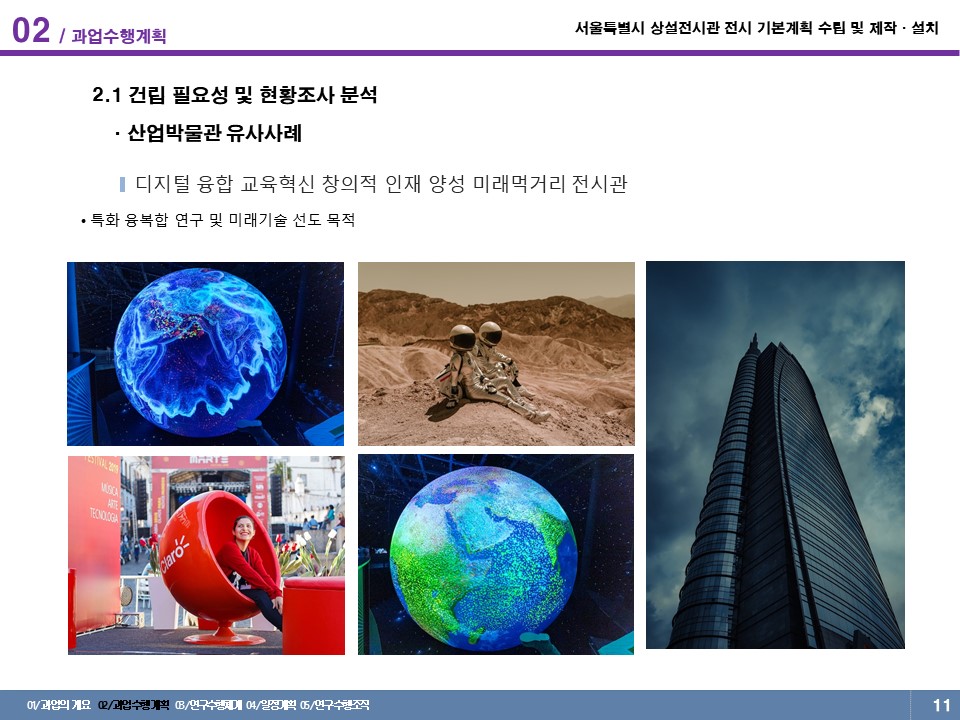 02 / 과업수행계획
서울특별시 상설전시관 전시 기본계획 수립 및 제작 · 설치
2.1 건립 필요성 및 현황조사 분석
· 산업박물관 유사사례
디지털 융합 교육혁신 창의적 인재 양성 미래먹거리 전시관
• 특화 융복합 연구 및 미래기술 선도 목적
FESTIVAL 2019
MÚSICA
ARTE
TECNOLOGIA
MARTE
Claro
01/과업의 개요 02/과업수행계획 03/연구수행체계 04/일정계획 05/연구수행조직
11